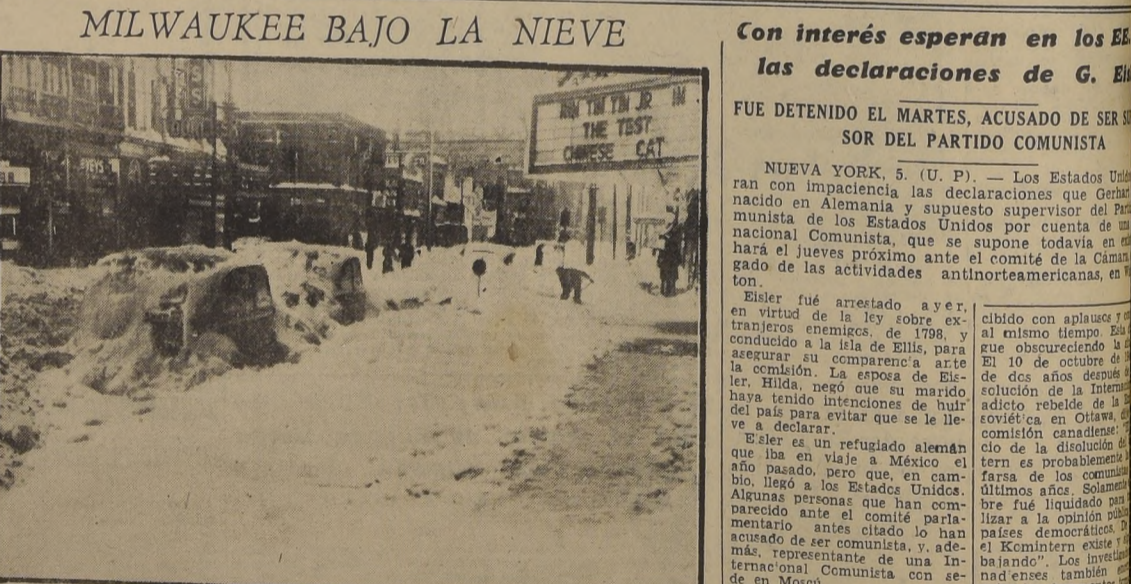 MILWAUKEE BAJO LA NIEVE
RIN TIN TIN JR IN
THE TEST
CHINESE CAT
Con interés esperan en los EE.
las declaraciones de G.
FUE DETENIDO EL MARTES, ACUSADO DE SER
SOR DEL PARTIDO COMUNISTA
NUEVA YORK, 5. (U. P). — Los Estados
ran con impaciencia las declaraciones que
nacido en Alemania y supuesto supervisor del
munista de los Estados Unidos por cuenta de
nacional Comunista, que se supone todavía en
hará el jueves próximo ante el comité de la
gado de las actividades antinorteamericanas, en
ton.
Eisler fué arrestado ayer,
en virtud de la ley sobre ex-
tranjeros enemigos, de 1798, y
conducido a la isla de Ellis, para
asegurar su comparenc'a ante
la comisión. La esposa de Eis-
ler, Hilda, negó que su marido
haya tenido intenciones de huir
del país para evitar que se le lle-
ve a declarar.
Eisler es un refugiado alemán
que iba en viaje a México el
año pasado, pero que, en cam-
bio, llegó a los Estados Unidos.
Algunas personas que han com-
parecido ante el comité parla-
mentario antes citado lo han
acusado de ser comunista, y, ade-
más, representante de una In-
ternac'onal Comunista con se-
de en Moscú.
cibido con aplausos y
al mismo tiempo.
gue obscureciendo la
El 10 de octubre de
de dos años después
solución de la
adicto rebelde de la
soviét'ca en Ottawa,
comisión canadiense:
cio de la disolución
tern es probablemente
farsa de los
últimos años.
bre fué liquidado para
lizar a la opinión
países democráticos.
el Komintern existe y
bajando". Los
nad'enses también